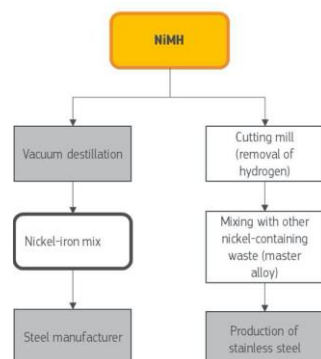 NiMH
Vacuum destillation
Cutting mill
(removal of
hydrogen)
Nickel-iron mix
Mixing with other
nickel-containing
waste (master
alloy)
Steel manufacturer
Production of
stainless steel